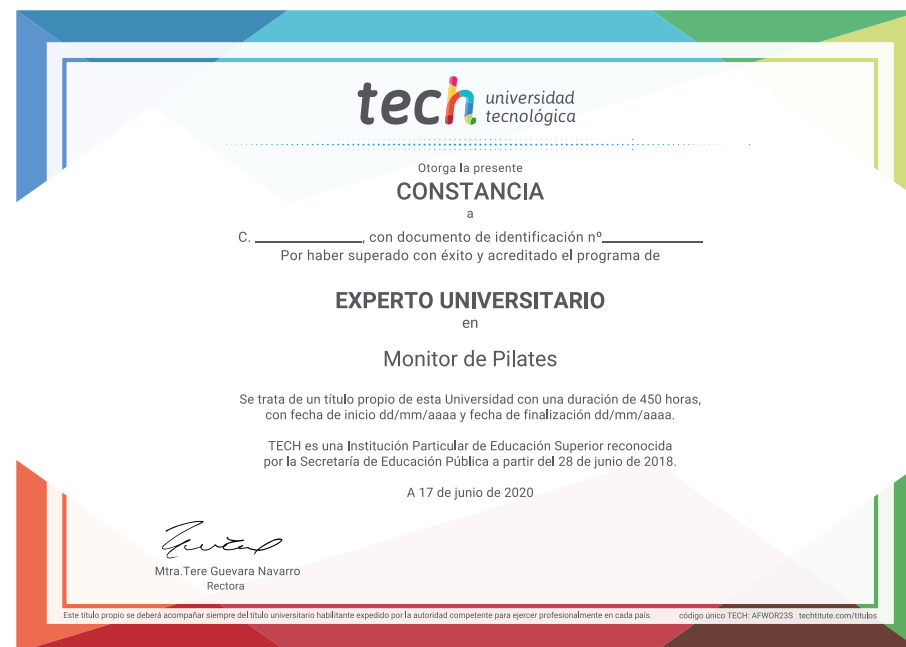 tech universidad
tecnológica
Otorga la presente
CONSTANCIA
a
C. ____________, con documento de identificación nº____________
Por haber superado con éxito y acreditado el programa de
EXPERTO UNIVERSITARIO
en
Monitor de Pilates
Se trata de un título propio de esta Universidad con una duración de 450 horas,
con fecha de inicio dd/mm/aaaa y fecha de finalización dd/mm/aaaa.
TECH es una Institución Particular de Educación Superior reconocida
por la Secretaría de Educación Pública a partir del 28 de junio de 2018.
A 17 de junio de 2020
Mtra.Tere Guevara Navarro
Rectora
Este título propio se deberá acompañar siempre del título universitario habilitante expedido por la autoridad competente para ejercer profesionalmente en cada país. código único TECH: AFWOR23S techtitute.com/titulos